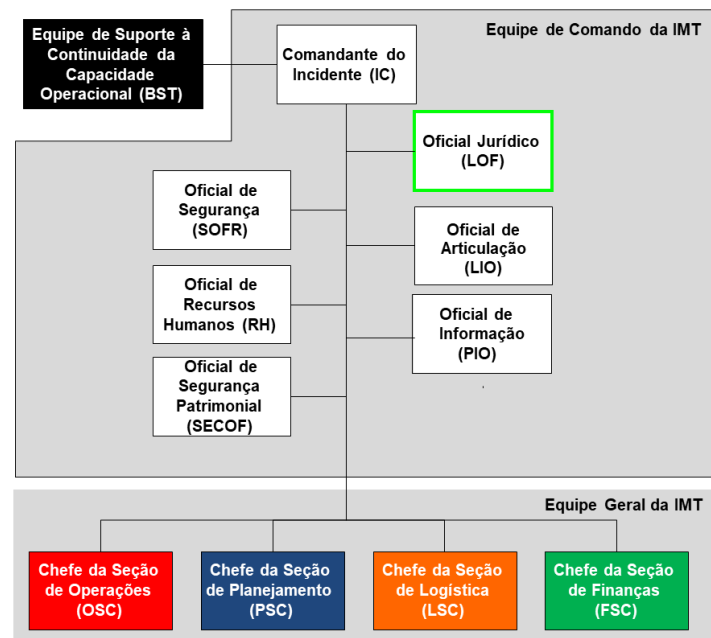 Equipe de Suporte à
Continuidade da
Capacidade
Operacional (BST)
Comandante do
Incidente (IC)
Equipe de Comando da IMT
Oficial Jurídico
(LOF)
Oficial de
Segurança
(SOFR)
Oficial de
Articulação
(LIO)
Oficial de
Recursos
Humanos (RH)
Oficial de
Informação
(PIO)
Oficial de
Segurança
Patrimonial
(SECOF)
.
Equipe Geral da IMT
Chefe da Seção
de Operações
(OSC)
Chefe da Seção
de Planejamento
(PSC)
Chefe da Seção
de Logística
(LSC)
Chefe da Seção
de Finanças
(FSC)